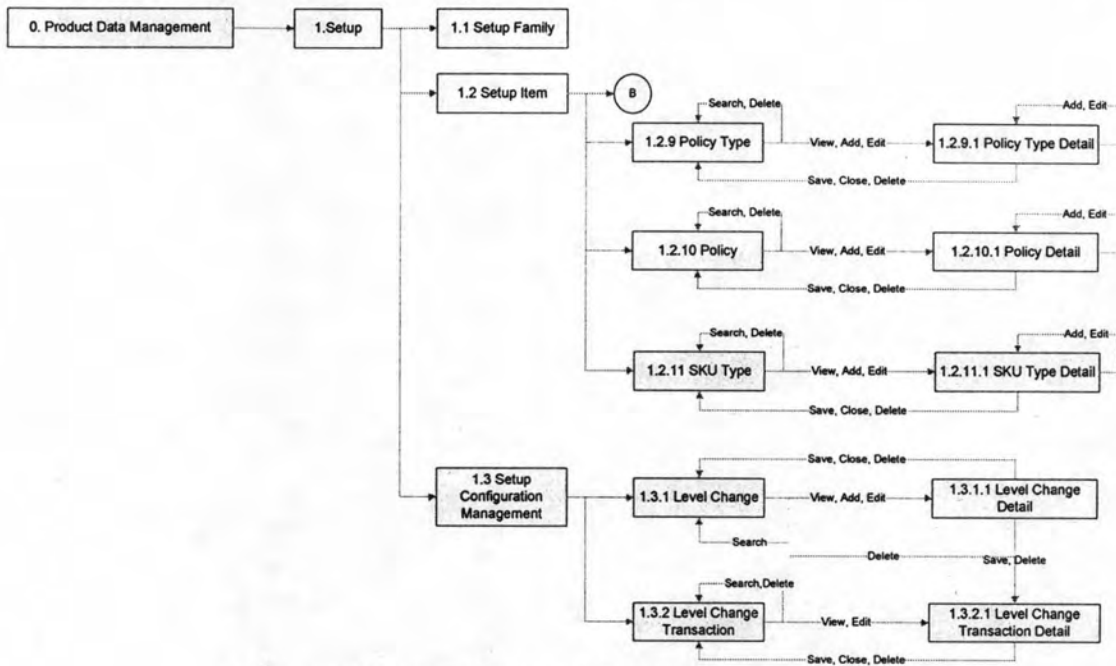 0. Product Data Management
1.Setup
1.1 Setup Family
1.2 Setup Item
B
Search, Delete
Add, Edit
1.2.9 Policy Type
View, Add, Edit
1.2.9.1 Policy Type Detail
Save, Close, Delete
Search, Delete
Add, Edit
1.2.10 Policy
View, Add, Edit
1.2.10.1 Policy Detail
Save, Close, Delete
Search, Delete
Add, Edit
1.2.11 SKU Type
View, Add, Edit
1.2.11.1 SKU Type Detail
Save, Close, Delete
Save, Close, Delete
1.3 Setup
Configuration
Management
1.3.1 Level Change
View, Add, Edit
1.3.1.1 Level Change
Detail
Search
Delete
Save, Delete
Search,Delete
1.3.2 Level Change
Transaction
View, Edit
1.3.2.1 Level Change
Transaction Detail
Save, Close, Delete